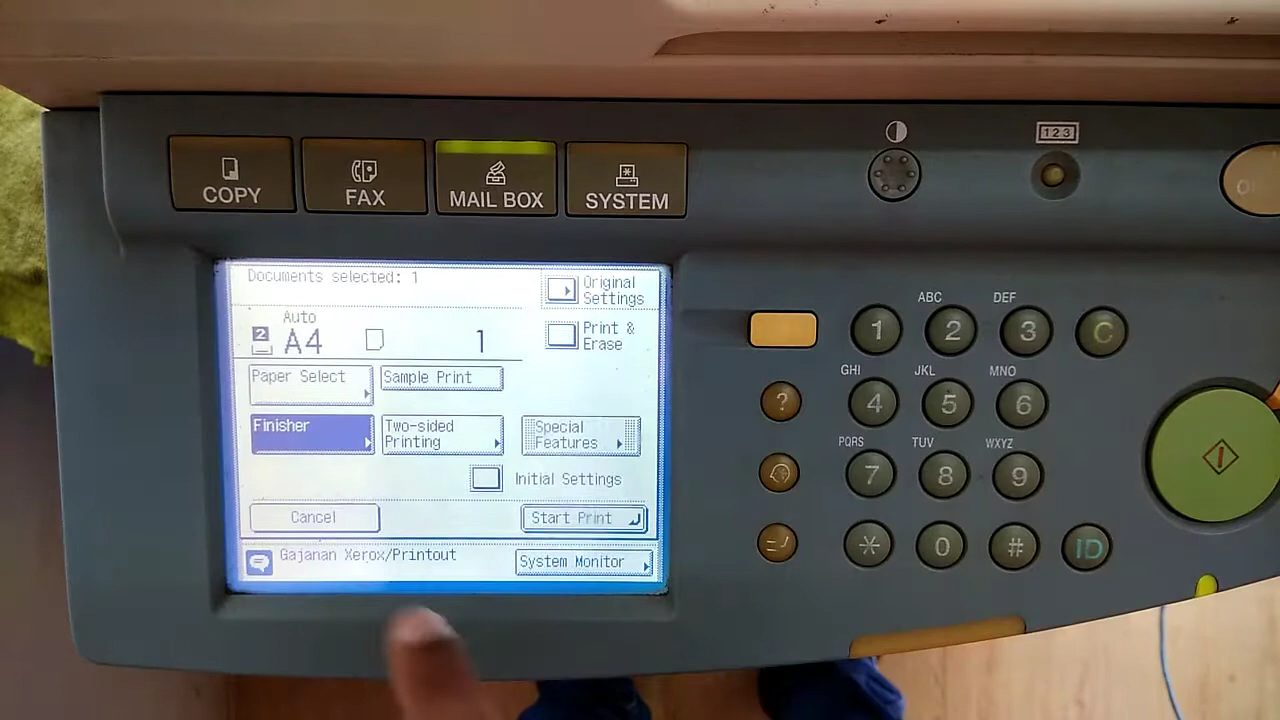 COPY
FAX
MAIL BOX
SYSTEM
123
Documents selected: 1
Original
Settings
Auto
2
A4
1
Print &
Erase
Paper Select
Sample Print
Finisher
Two-sided
Printing
Special
Features
Initial Settings
Cancel
Start Print
Gajanan Xerox/Printout
System Monitor
ABC
DEF
1
2
3
C
GHI
JKL
MNO
?
4
5
6
PQRS
TUV
WXYZ
7
8
9
*
0
#
ID